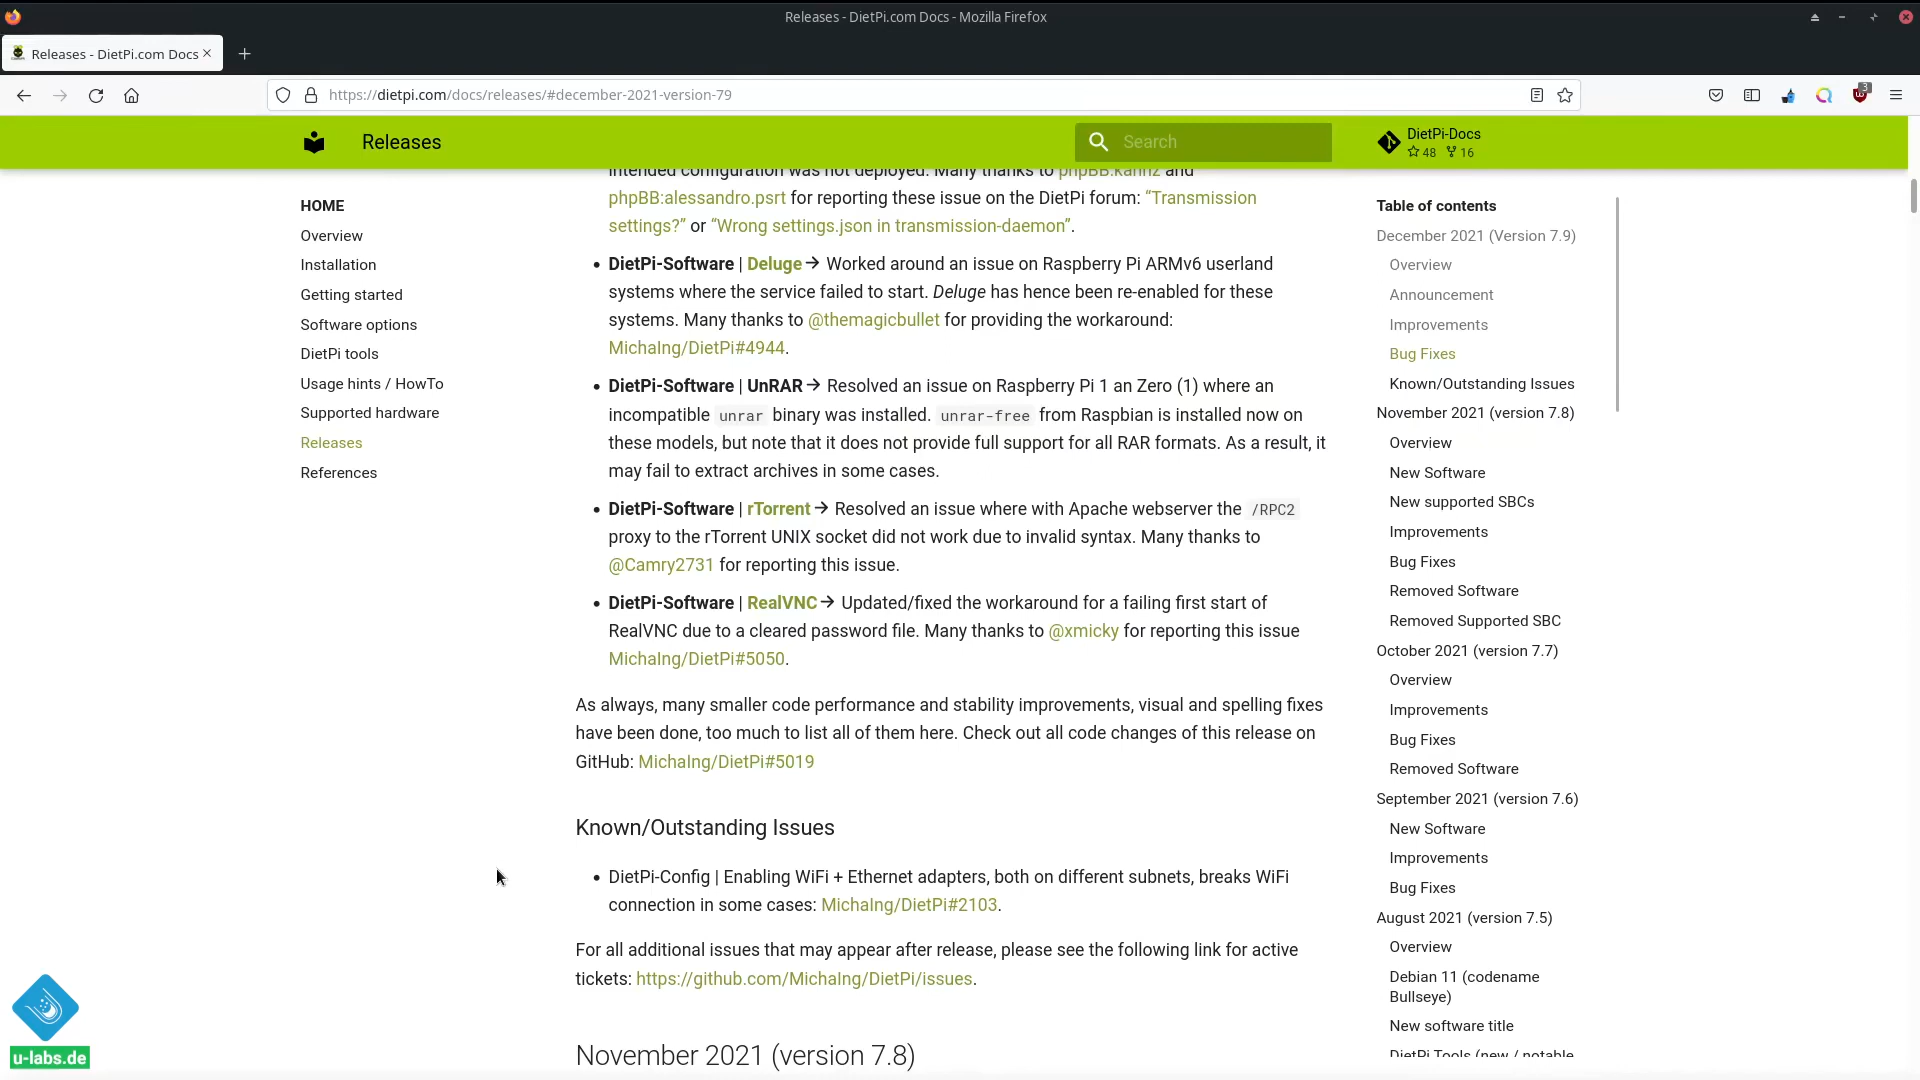 Releases - DietPi.com Docs - Mozilla Firefox
Releases - DietPi.com Docs
https://dietpi.com/docs/releases/#december-2021-version-79
3
Releases
Search
DietPi-Docs
48 16
HOME
Overview
Installation
Getting started
Software options
DietPi tools
Usage hints / HowTo
Supported hardware
Releases
References
intended configuration was not deployed. Many thanks to phpBB:kannz and
phpBB:alessandro.psrt for reporting these issue on the DietPi forum: “Transmission
settings?” or “Wrong settings.json in transmission-daemon”.
• DietPi-Software | Deluge → Worked around an issue on Raspberry Pi ARMv6 userland
systems where the service failed to start. Deluge has hence been re-enabled for these
systems. Many thanks to @themagicbullet for providing the workaround:
MichaIng/DietPi#4944.
• DietPi-Software | UnRAR → Resolved an issue on Raspberry Pi 1 an Zero (1) where an
incompatible unrar binary was installed. unrar-free from Raspbian is installed now on
these models, but note that it does not provide full support for all RAR formats. As a result, it
may fail to extract archives in some cases.
• DietPi-Software | rTorrent → Resolved an issue where with Apache webserver the /RPC2
proxy to the rTorrent UNIX socket did not work due to invalid syntax. Many thanks to
@Camry2731 for reporting this issue.
• DietPi-Software | RealVNC → Updated/fixed the workaround for a failing first start of
RealVNC due to a cleared password file. Many thanks to @xmicky for reporting this issue
MichaIng/DietPi#5050.
As always, many smaller code performance and stability improvements, visual and spelling fixes
have been done, too much to list all of them here. Check out all code changes of this release on
GitHub: MichaIng/DietPi#5019
Known/Outstanding Issues
• DietPi-Config | Enabling WiFi + Ethernet adapters, both on different subnets, breaks WiFi
connection in some cases: MichaIng/DietPi#2103.
For all additional issues that may appear after release, please see the following link for active
tickets: https://github.com/MichaIng/DietPi/issues.
November 2021 (version 7.8)
Table of contents
December 2021 (Version 7.9)
Overview
Announcement
Improvements
Bug Fixes
Known/Outstanding Issues
November 2021 (version 7.8)
Overview
New Software
New supported SBCs
Improvements
Bug Fixes
Removed Software
Removed Supported SBC
October 2021 (version 7.7)
Overview
Improvements
Bug Fixes
Removed Software
September 2021 (version 7.6)
New Software
Improvements
Bug Fixes
August 2021 (version 7.5)
Overview
Debian 11 (codename
Bullseye)
New software title
DietPi Tools (new / notable
u-labs.de